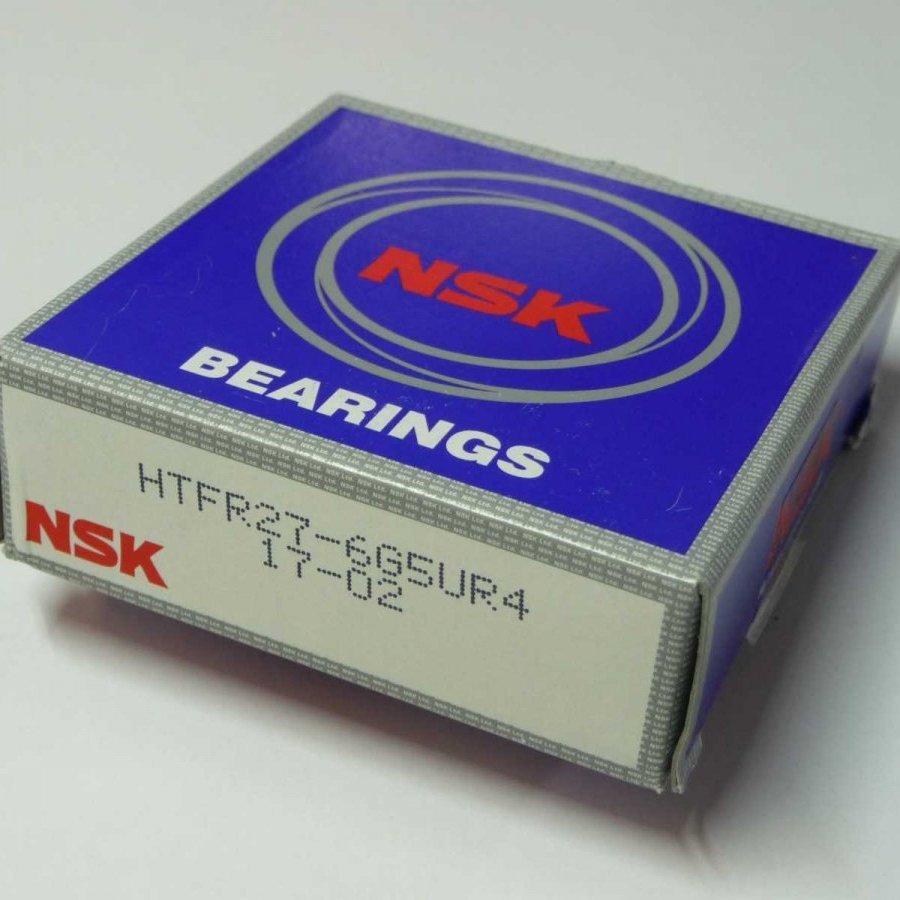 NSK
BEARINGS
NSK
HTFR27-6G5UR4
17-02